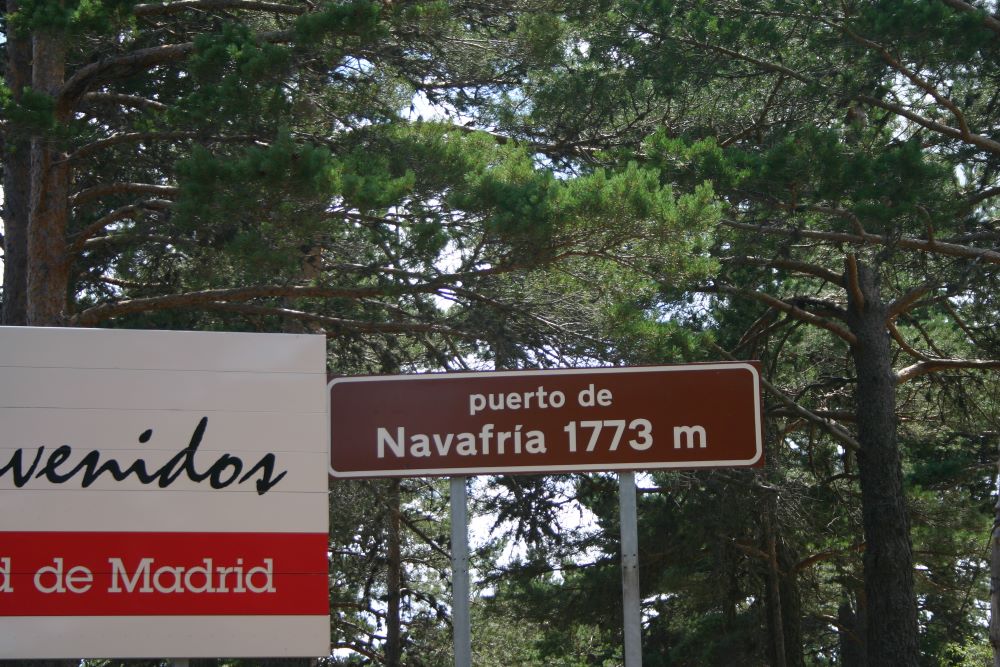 venidos
d de Madrid
puerto de
Navafría 1773 m